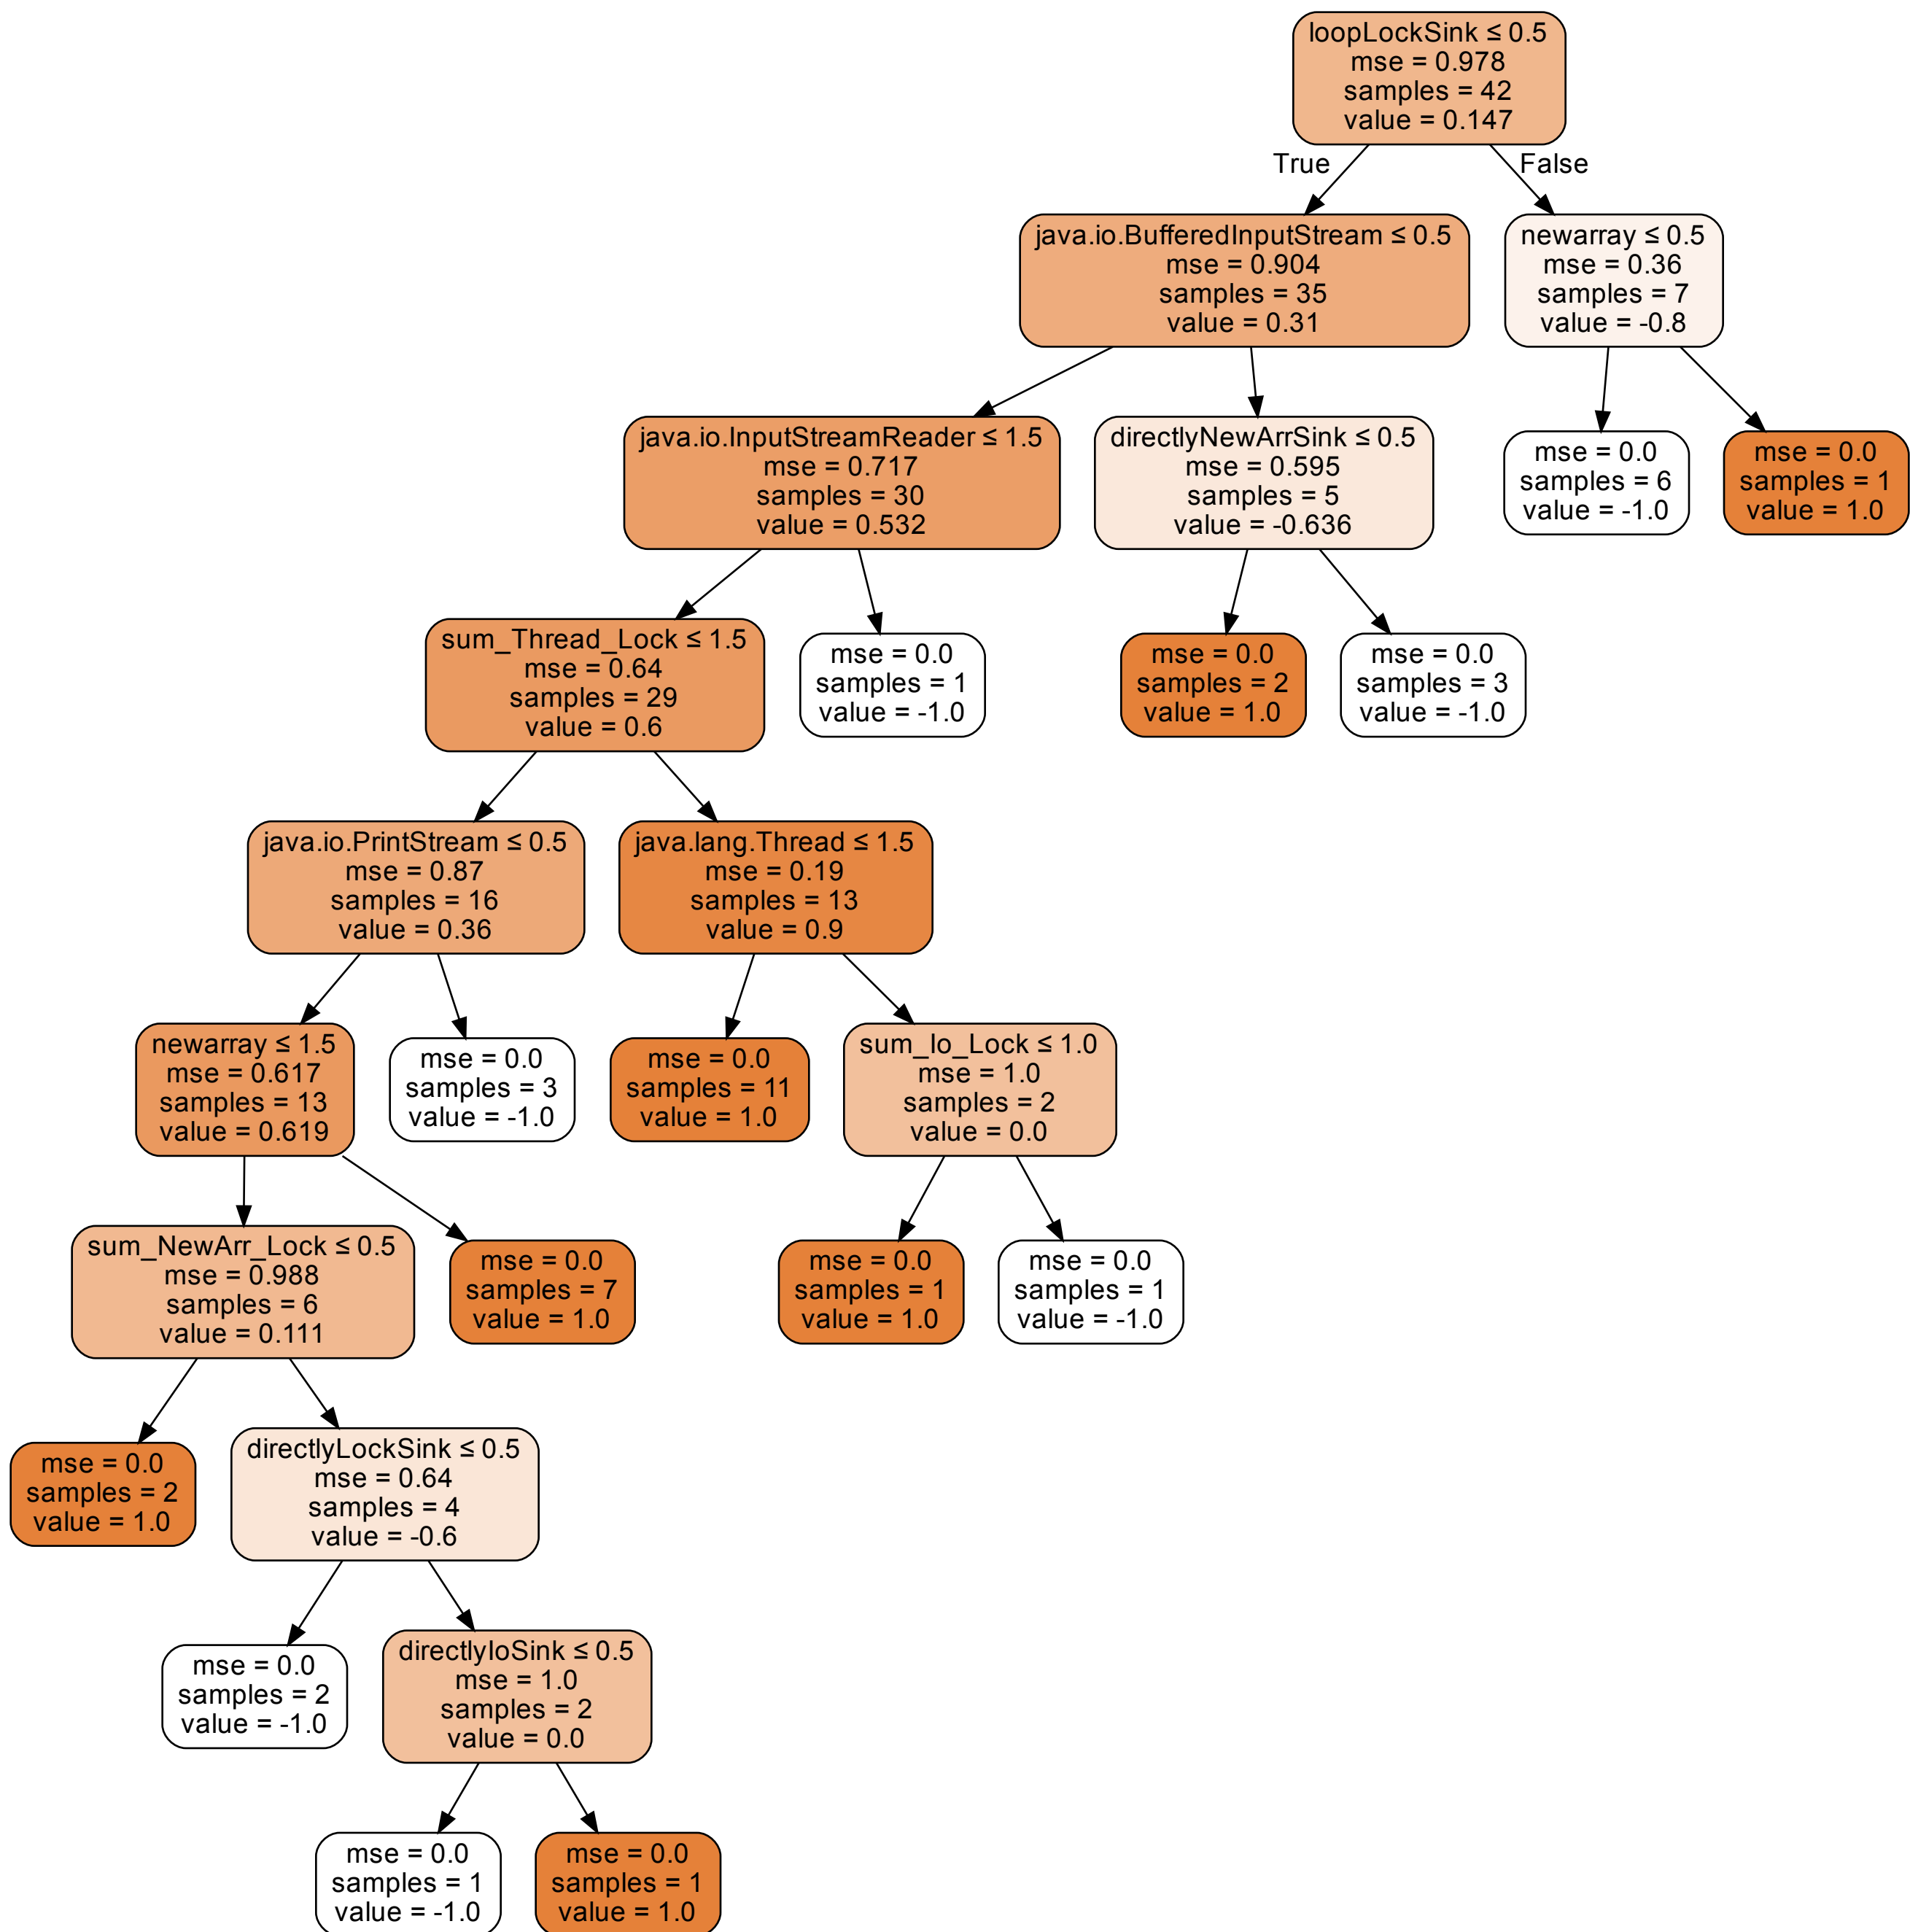 loopLockSink ≤ 0.5
mse = 0.978
samples = 42
value = 0.147
True
False
java.io.BufferedInputStream ≤ 0.5
mse = 0.904
samples = 35
value = 0.31
newarray ≤ 0.5
mse = 0.36
samples = 7
value = -0.8
java.io.InputStreamReader ≤ 1.5
mse = 0.717
samples = 30
value = 0.532
directlyNewArrSink ≤ 0.5
mse = 0.595
samples = 5
value = -0.636
mse = 0.0
samples = 6
value = -1.0
mse = 0.0
samples = 1
value = 1.0
sum_Thread_Lock ≤ 1.5
mse = 0.64
samples = 29
value = 0.6
mse = 0.0
samples = 1
value = -1.0
mse = 0.0
samples = 2
value = 1.0
mse = 0.0
samples = 3
value = -1.0
java.io.PrintStream ≤ 0.5
mse = 0.87
samples = 16
value = 0.36
java.lang.Thread ≤ 1.5
mse = 0.19
samples = 13
value = 0.9
newarray ≤ 1.5
mse = 0.617
samples = 13
value = 0.619
mse = 0.0
samples = 3
value = -1.0
mse = 0.0
samples = 11
value = 1.0
sum_Io_Lock ≤ 1.0
mse = 1.0
samples = 2
value = 0.0
sum_NewArr_Lock ≤ 0.5
mse = 0.988
samples = 6
value = 0.111
mse = 0.0
samples = 7
value = 1.0
mse = 0.0
samples = 1
value = 1.0
mse = 0.0
samples = 1
value = -1.0
mse = 0.0
samples = 2
value = 1.0
directlyLockSink ≤ 0.5
mse = 0.64
samples = 4
value = -0.6
mse = 0.0
samples = 2
value = -1.0
directlyIoSink ≤ 0.5
mse = 1.0
samples = 2
value = 0.0
mse = 0.0
samples = 1
value = -1.0
mse = 0.0
samples = 1
value = 1.0